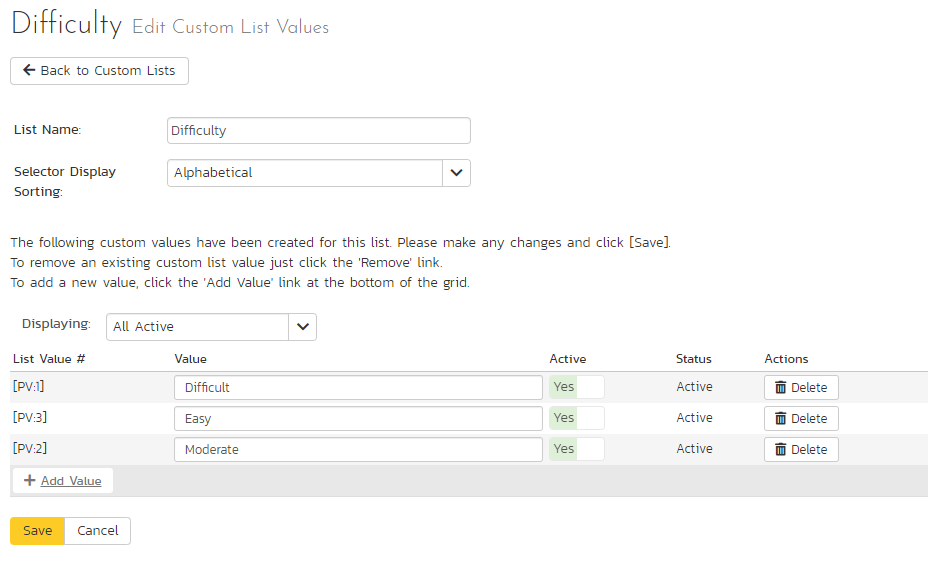 Difficulty Edit Custom List Values
Back to Custom Lists
List Name: Difficulty
Selector Display Sorting: Alphabetical
The following custom values have been created for this list. Please make any changes and click [Save].
To remove an existing custom list value just click the 'Remove' link.
To add a new value, click the 'Add Value' link at the bottom of the grid.
Displaying: All Active
List Value # Value Active Status Actions
[PV:1] Difficult Yes Active Delete
[PV:3] Easy Yes Active Delete
[PV:2] Moderate Yes Active Delete
+ Add Value
Save Cancel